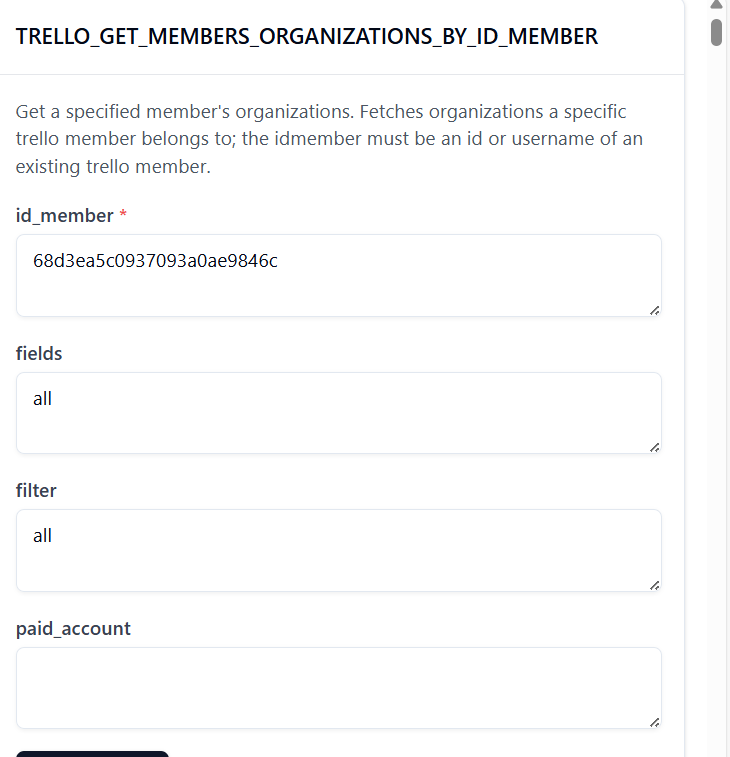 TRELLO_GET_MEMBERS_ORGANIZATIONS_BY_ID_MEMBER
Get a specified member's organizations. Fetches organizations a specific
trello member belongs to; the idmember must be an id or username of an
existing trello member.
id_member *
68d3ea5c0937093a0ae9846c
fields
all
filter
all
paid_account